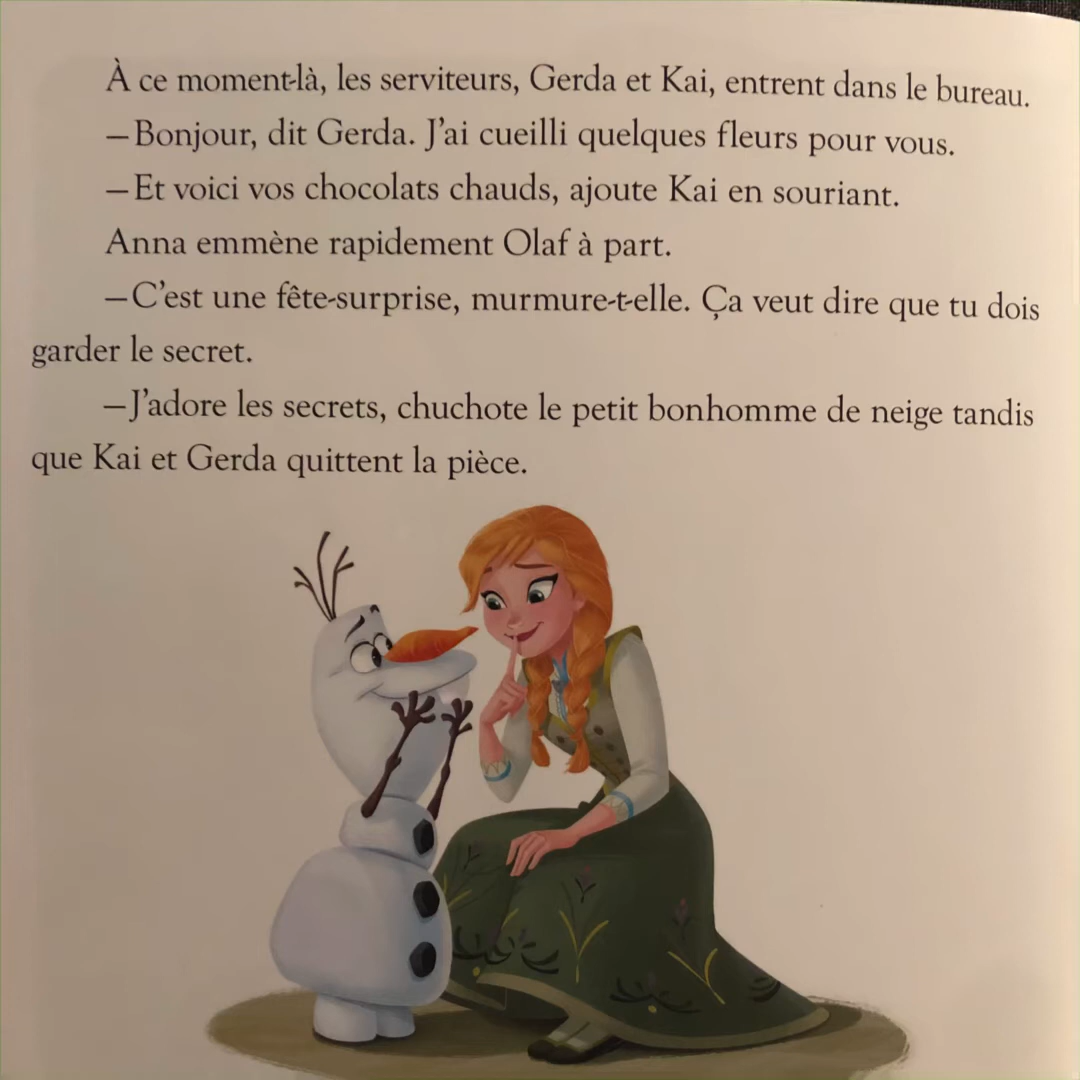 À ce moment-là, les serviteurs, Gerda et Kai, entrent dans le bureau.
—Bonjour, dit Gerda. J'ai cueilli quelques fleurs pour vous.
—Et voici vos chocolats chauds, ajoute Kai en souriant.
Anna emmène rapidement Olaf à part.
—C'est une fête-surprise, murmure-t-elle. Ça veut dire que tu dois
garder le secret.
—J'adore les secrets, chuchote le petit bonhomme de neige tandis
que Kai et Gerda quittent la pièce.